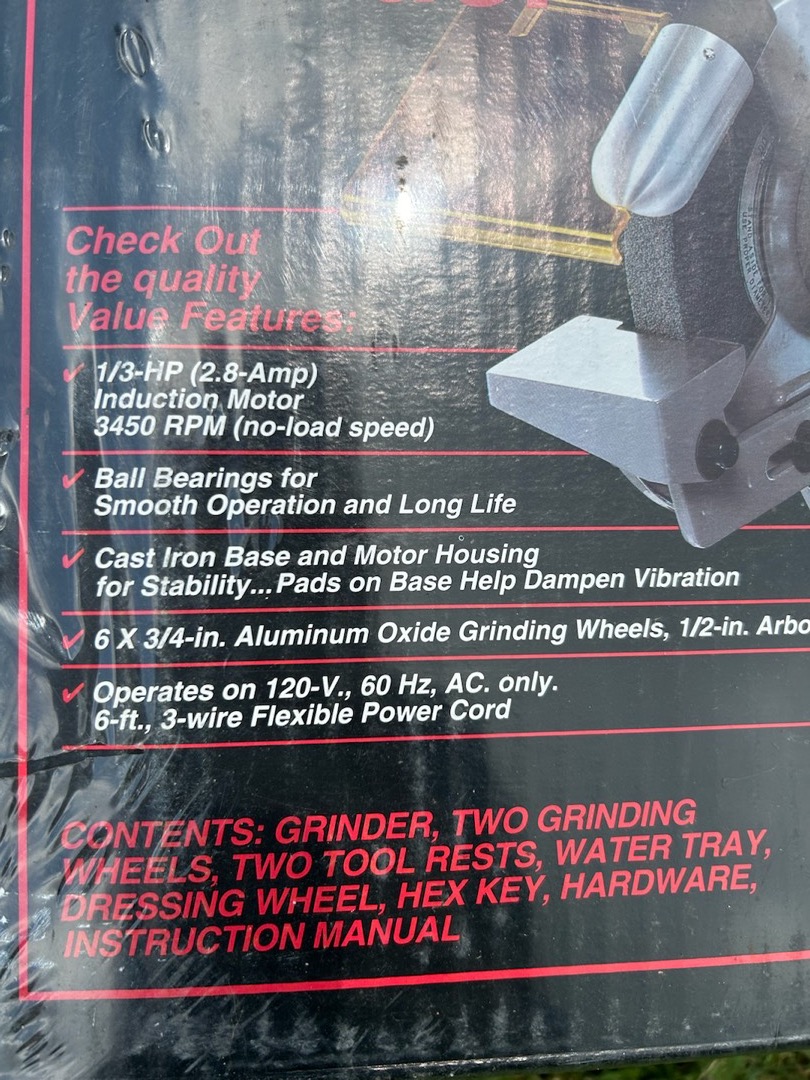 Check Out
the quality
Value Features:
✓ 1/3-HP (2.8-Amp)
Induction Motor
3450 RPM (no-load speed)
✓ Ball Bearings for
Smooth Operation and Long Life
✓ Cast Iron Base and Motor Housing
for Stability...Pads on Base Help Dampen Vibration
✓ 6 X 3/4-in. Aluminum Oxide Grinding Wheels, 1/2-in. Arbo
✓ Operates on 120-V., 60 Hz, AC. only.
6-ft., 3-wire Flexible Power Cord
CONTENTS: GRINDER, TWO GRINDING
WHEELS, TWO TOOL RESTS, WATER TRAY,
DRESSING WHEEL, HEX KEY, HARDWARE,
INSTRUCTION MANUAL